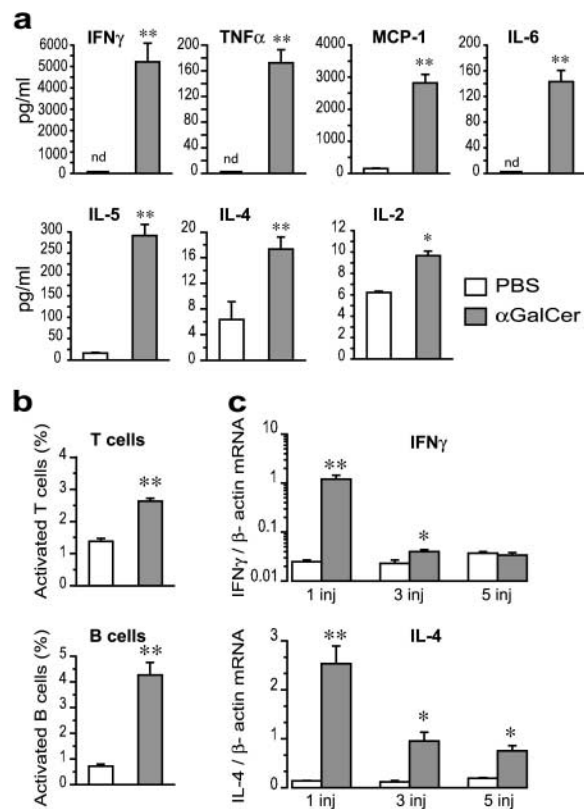 a
IFNγ TNFα MCP-1 IL-6
pg/ml
6000 5000 4000 3000 2000 1000 0
nd **
200 160 120 80 40 0
nd **
4000 3000 2000 1000 0
**
200 160 120 80 40 0
nd **
IL-5 IL-4 IL-2
pg/ml
300 250 200 150 100 50 0
**
20 16 12 8 4 0
**
12 10 8 6 4 2 0
*
PBS
αGalCer
b
T cells
Activated T cells (%)
4 3 2 1 0
**
B cells
Activated B cells (%)
5 4 3 2 1 0
**
c
IFNγ
IFNγ / β- actin mRNA
10 1 0.1 0.01
** *
1 inj 3 inj 5 inj
IL-4
IL-4 / β- actin mRNA
3 2 1 0
** * *
1 inj 3 inj 5 inj